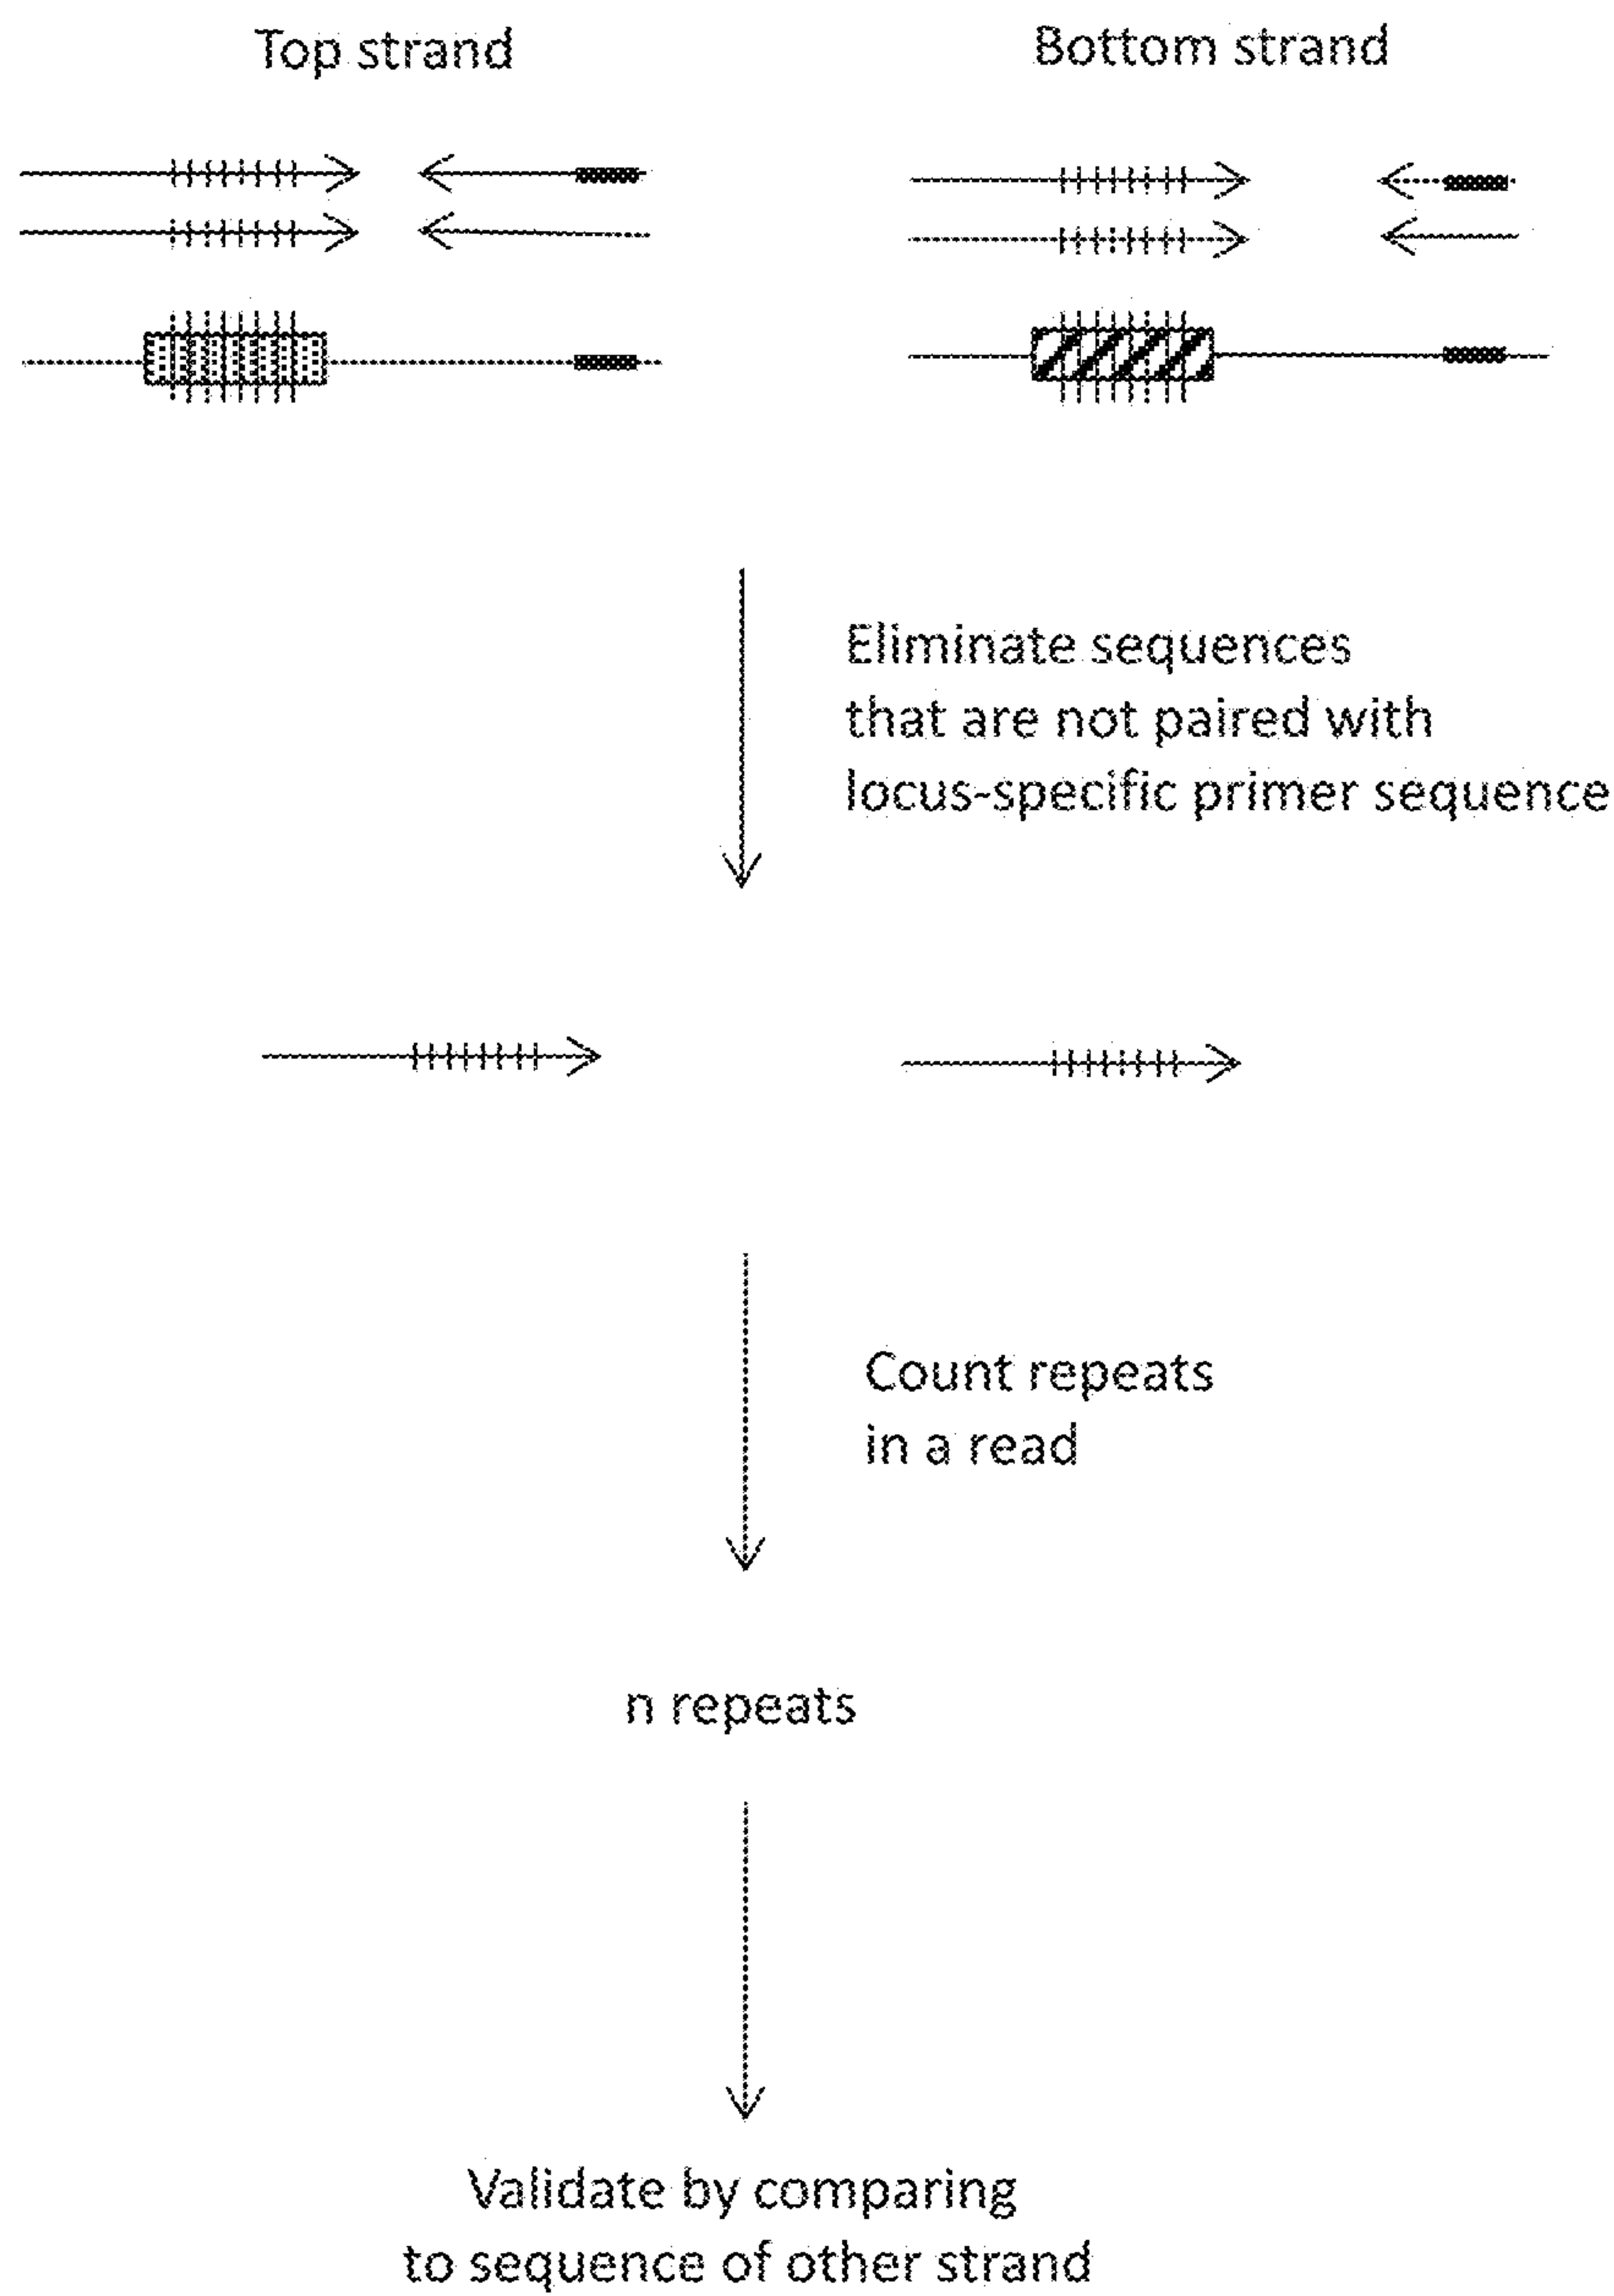 Top strand
Bottom strand
Eliminate sequences
that are not paired with
locus-specific primer sequence
Count repeats
in a read
n repeats
Validate by comparing
to sequence of other strand